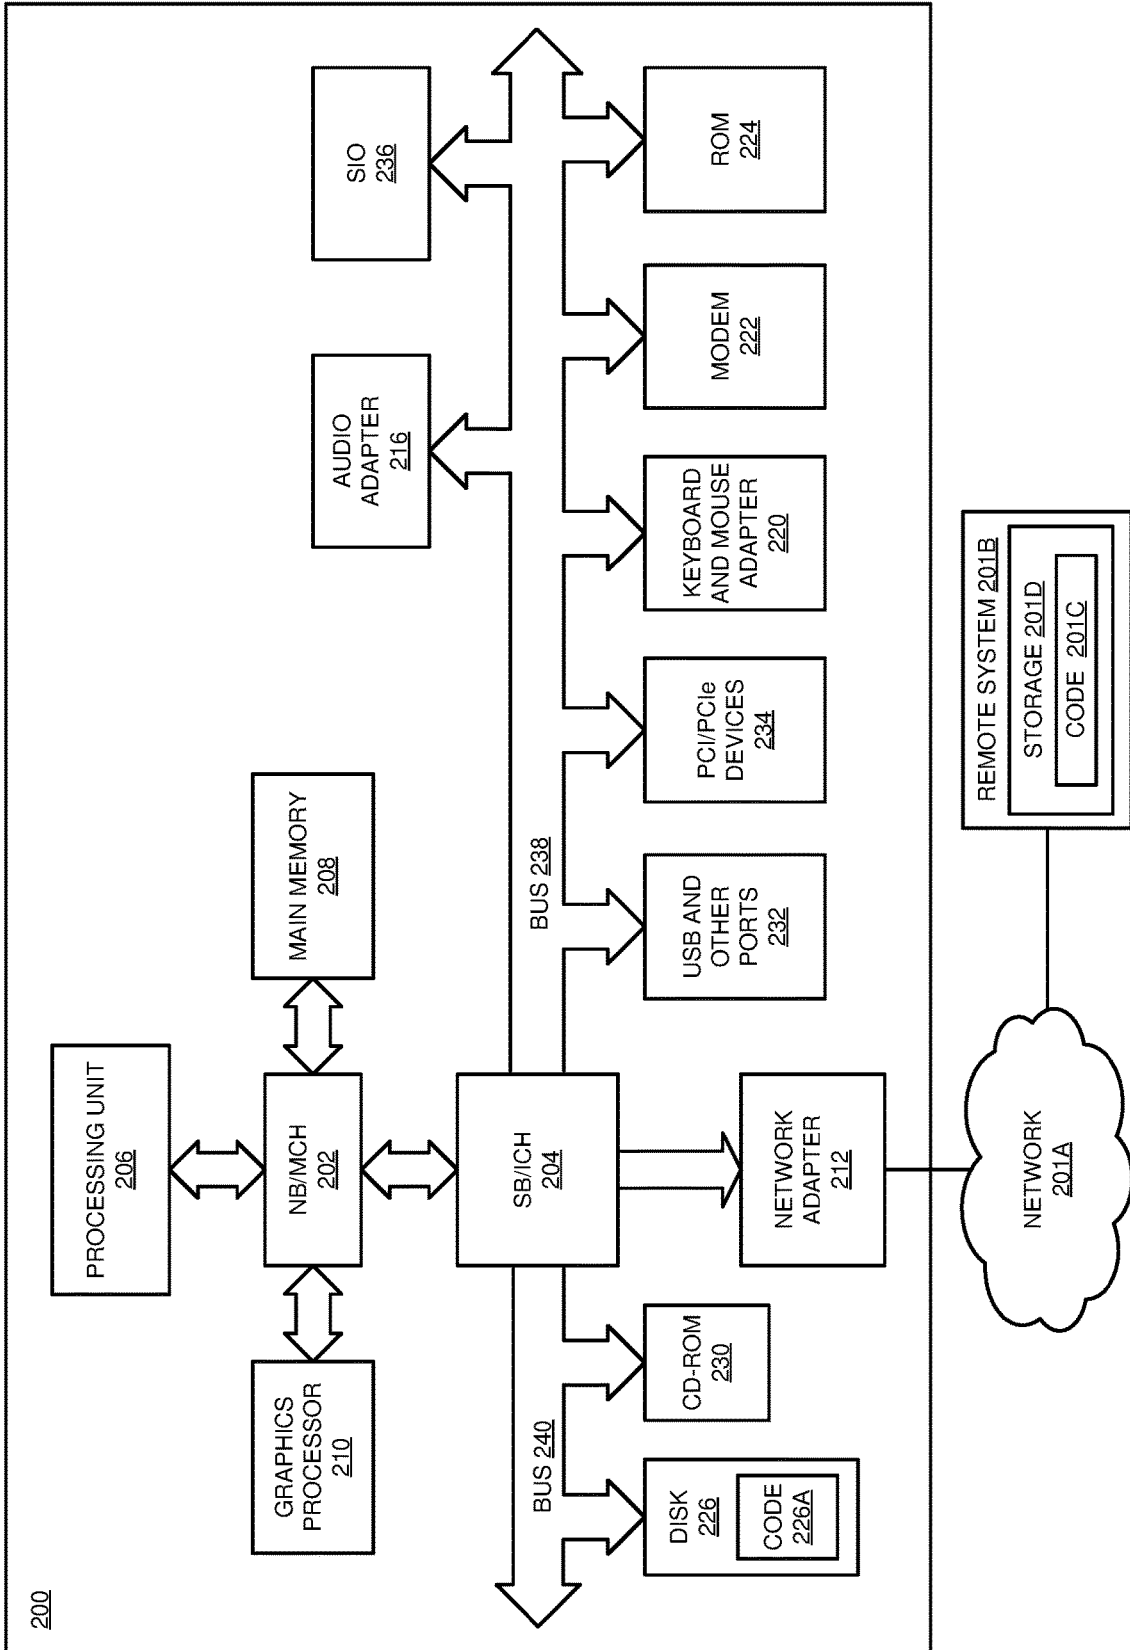 200
PROCESSING UNIT
206
GRAPHICS
PROCESSOR
210
NB/MCH
202
MAIN MEMORY
208
AUDIO
ADAPTER
216
SIO
236
SB/ICH
204
BUS 240
BUS 238
DISK
226
CODE
226A
CD-ROM
230
NETWORK
ADAPTER
212
USB AND
OTHER
PORTS
232
PCI/PCIe
DEVICES
234
KEYBOARD
AND MOUSE
ADAPTER
220
MODEM
222
ROM
224
NETWORK
201A
REMOTE SYSTEM 201B
STORAGE 201D
CODE 201C